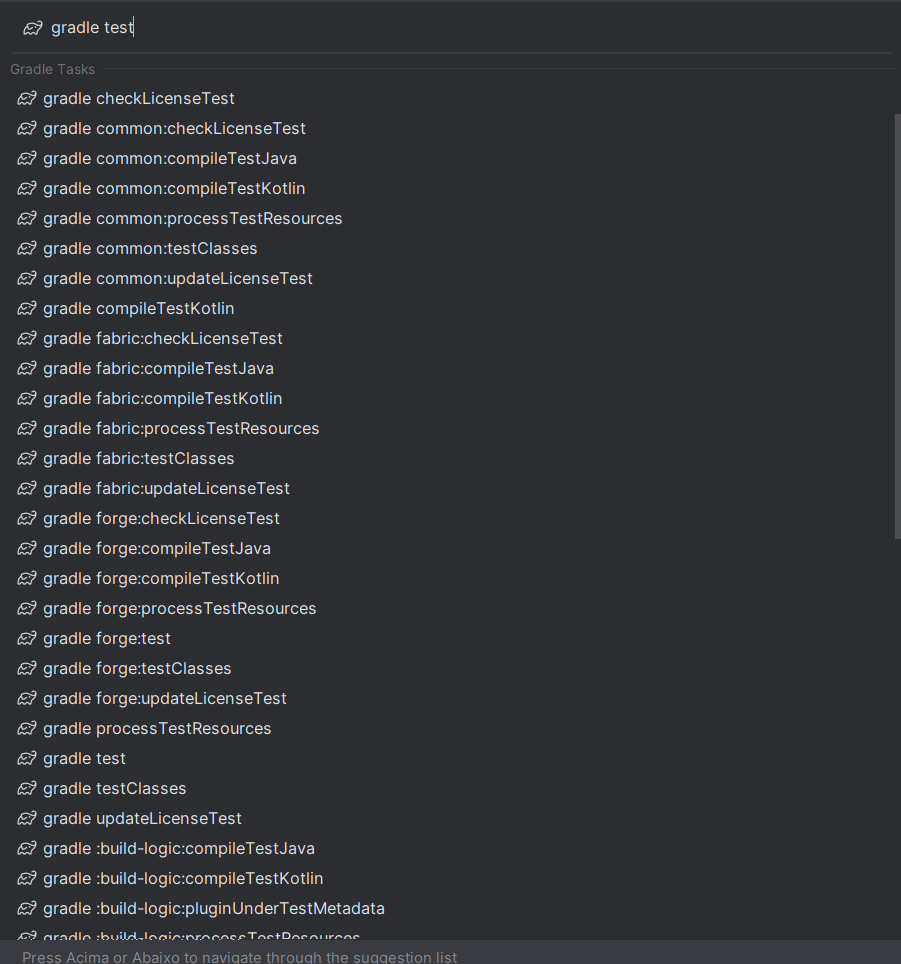 gradle test
Gradle Tasks
gradle checkLicenseTest
gradle common:checkLicenseTest
gradle common:compileTestJava
gradle common:compileTestKotlin
gradle common:processTestResources
gradle common:testClasses
gradle common:updateLicenseTest
gradle compileTestKotlin
gradle fabric:checkLicenseTest
gradle fabric:compileTestJava
gradle fabric:compileTestKotlin
gradle fabric:processTestResources
gradle fabric:testClasses
gradle fabric:updateLicenseTest
gradle forge:checkLicenseTest
gradle forge:compileTestJava
gradle forge:compileTestKotlin
gradle forge:processTestResources
gradle forge:test
gradle forge:testClasses
gradle forge:updateLicenseTest
gradle processTestResources
gradle test
gradle testClasses
gradle updateLicenseTest
gradle :build-logic:compileTestJava
gradle :build-logic:compileTestKotlin
gradle :build-logic:pluginUnderTestMetadata
gradle :build-logic:processTestResources
Press Acima or Abaixo to navigate through the suggestion list